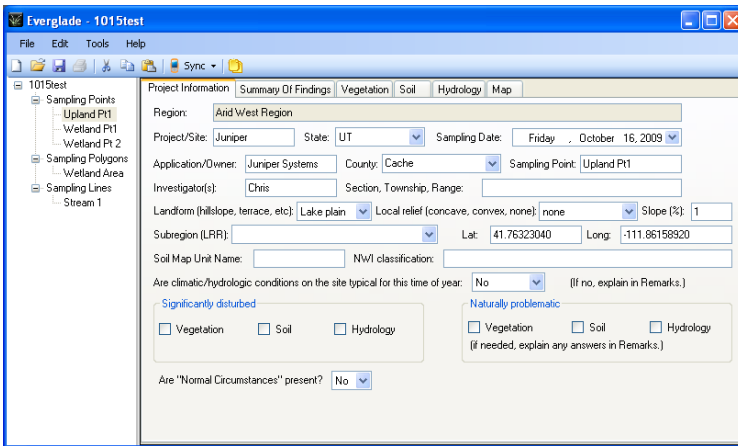 Everglade - 1015test
File Edit Tools Help
Sync
1015test
Sampling Points
Upland Pt1
Wetland Pt1
Wetland Pt 2
Sampling Polygons
Wetland Area
Sampling Lines
Stream 1
Project Information Summary Of Findings Vegetation Soil Hydrology Map
Region: Arid West Region
Project/Site: Juniper State: UT Sampling Date: Friday , October 16, 2009
Application/Owner: Juniper Systems County: Cache Sampling Point: Upland Pt1
Investigator(s): Chris Section, Township, Range:
Landform (hillslope, terrace, etc): Lake plain Local relief (concave, convex, none): none Slope (%): 1
Subregion (LRR): Lat: 41.76323040 Long: -111.86158920
Soil Map Unit Name: NWI classification:
Are climatic/hydrologic conditions on the site typical for this time of year: No (If no, explain in Remarks.)
Significantly disturbed Naturally problematic
Vegetation Soil Hydrology Vegetation Soil Hydrology
(if needed, explain any answers in Remarks.)
Are "Normal Circumstances" present? No